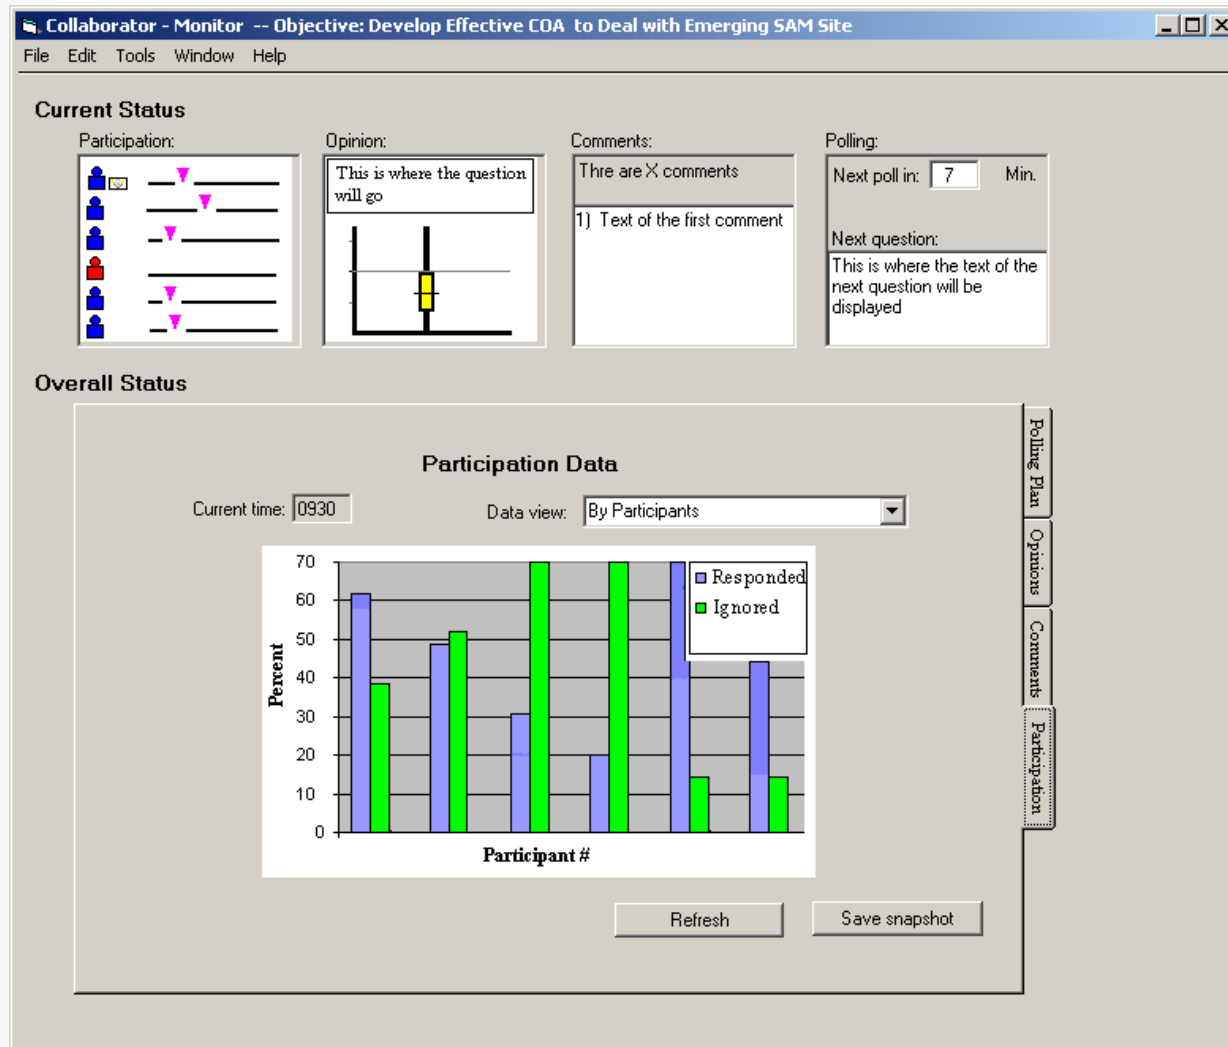 Collaborator - Monitor -- Objective: Develop Effective COA to Deal with Emerging SAM Site
File Edit Tools Window Help
Current Status
Participation:
Opinion:
This is where the question
will go
Comments:
Thre are X comments
1) Text of the first comment
Polling:
Next poll in: 7 Min.
Next question:
This is where the text of the
next question will be
displayed
Overall Status
Participation Data
Current time: 0930
Data view: By Participants
Percent
70
60
50
40
30
20
10
0
Responded
Ignored
Participant #
Refresh
Save snapshot
Polling Plan
Opinions
Comments
Participation